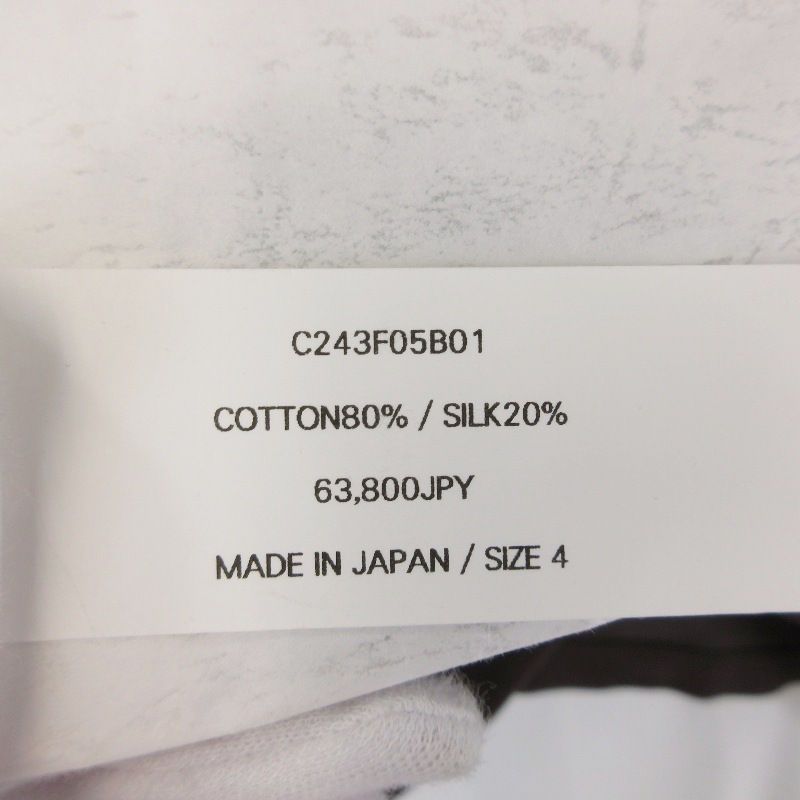 C243F05B01
COTTON80% / SILK20%
63,800JPY
MADE IN JAPAN / SIZE 4